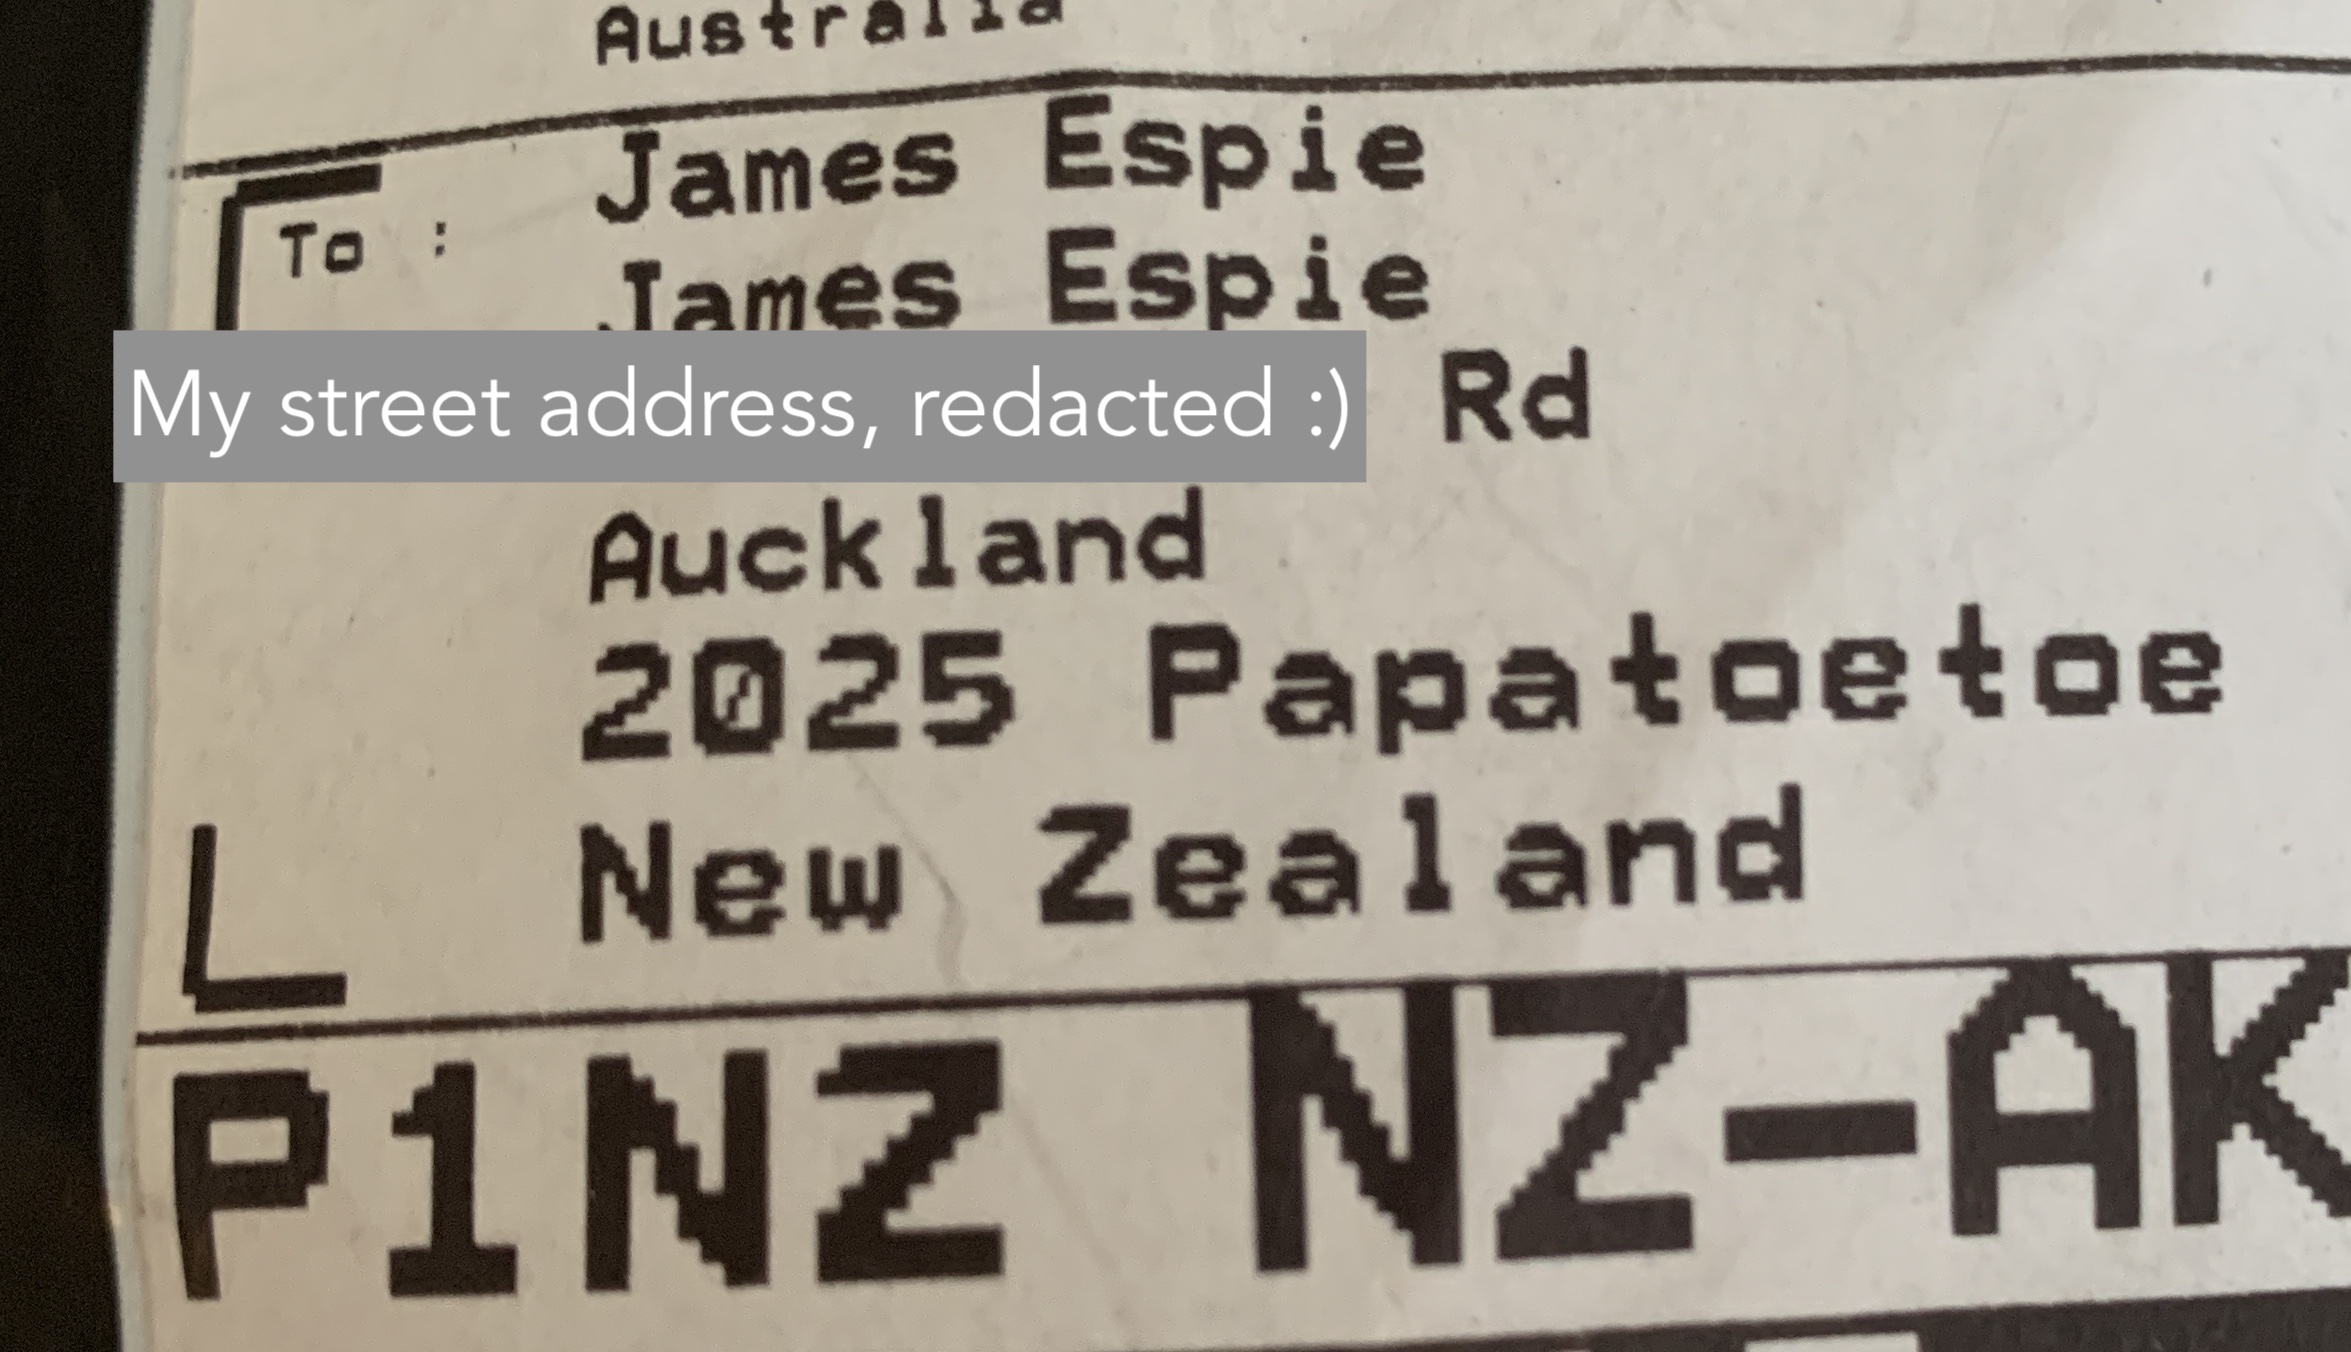 Australia
James Espie
To :
James Espie
My street address, redacted :) Rd
Auckland
2025 Papatoetoe
New Zealand
P1NZ NZ-AK